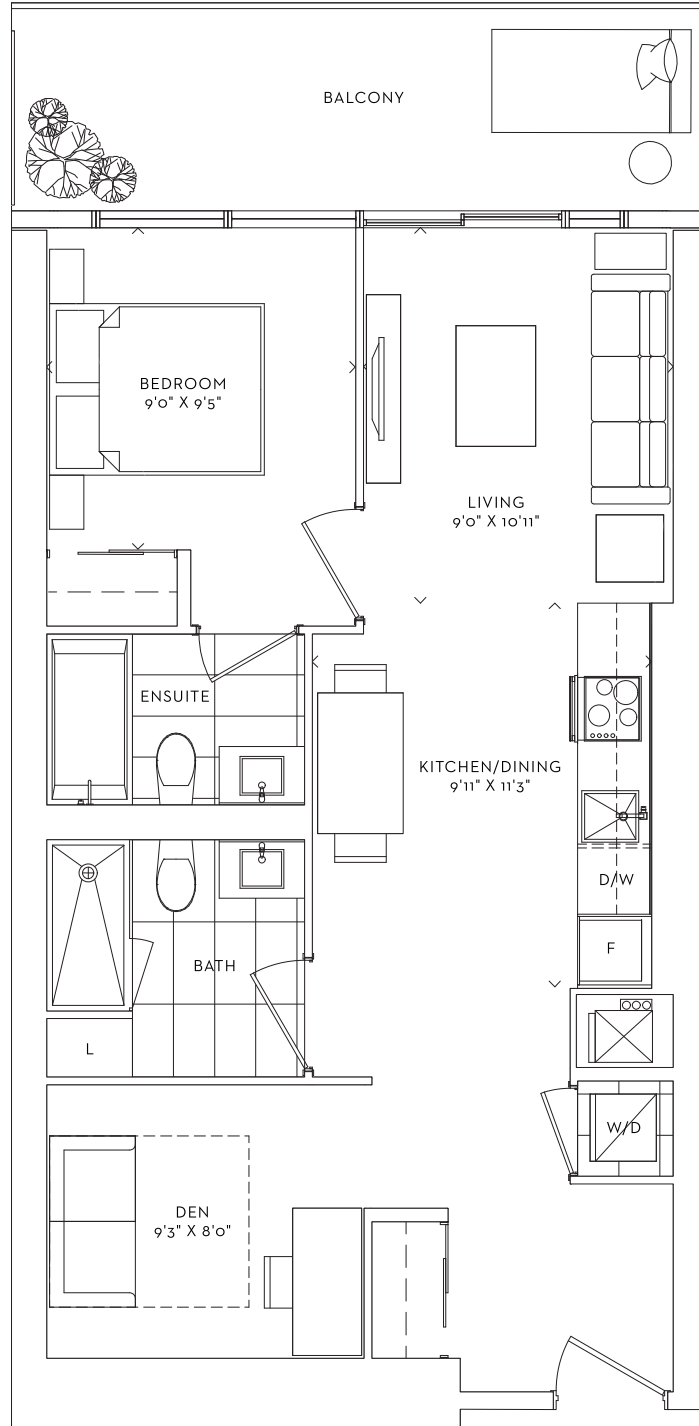 BALCONY
BEDROOM
9'0" X 9'5"
LIVING
9'0" X 10'11"
ENSUITE
KITCHEN/DINING
9'11" X 11'3"
D/W
F
BATH
L
W/D
DEN
9'3" X 8'0"